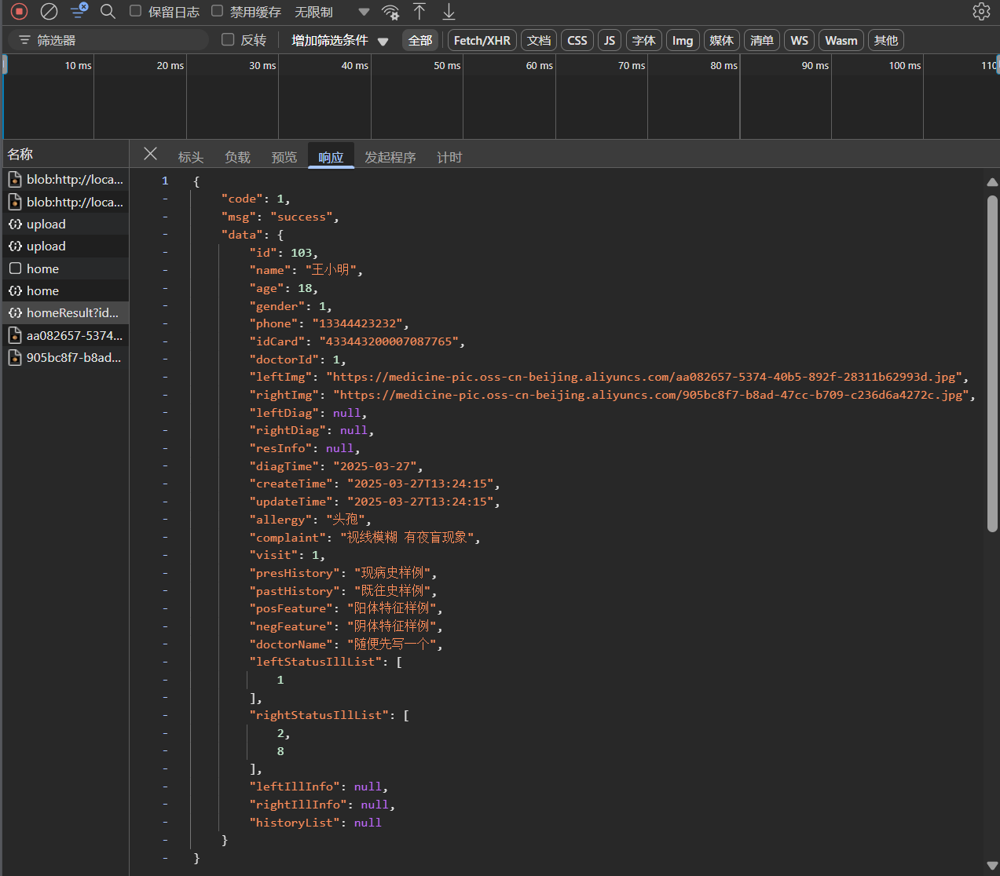 保留日志 禁用缓存 无限制
筛选器 反转 增加筛选条件 全部 Fetch/XHR 文档 CSS JS 字体 Img 媒体 清单 WS Wasm 其他
10 ms 20 ms 30 ms 40 ms 50 ms 60 ms 70 ms 80 ms 90 ms 100 ms 110
名称
blob:http://loca...
blob:http://loca...
upload
upload
home
home
homeResult?id...
aa082657-5374...
905bc8f7-b8ad...
标头 负载 预览 响应 发起程序 计时
1 {
- "code": 1,
- "msg": "success",
- "data": {
- "id": 103,
- "name": "王小明",
- "age": 18,
- "gender": 1,
- "phone": "13344423232",
- "idCard": "433443200007087765",
- "doctorId": 1,
- "leftImg": "https://medicine-pic.oss-cn-beijing.aliyuncs.com/aa082657-5374-40b5-892f-28311b62993d.jpg",
- "rightImg": "https://medicine-pic.oss-cn-beijing.aliyuncs.com/905bc8f7-b8ad-47cc-b709-c236d6a4272c.jpg",
- "leftDiag": null,
- "rightDiag": null,
- "resInfo": null,
- "diagTime": "2025-03-27",
- "createTime": "2025-03-27T13:24:15",
- "updateTime": "2025-03-27T13:24:15",
- "allergy": "头孢",
- "complaint": "视线模糊 有夜盲现象",
- "visit": 1,
- "presHistory": "现病史样例",
- "pastHistory": "既往史样例",
- "posFeature": "阳体特征样例",
- "negFeature": "阴体特征样例",
- "doctorName": "随便先写一个",
- "leftStatusIllList": [
- 1
- ],
- "rightStatusIllList": [
- 2,
- 8
- ],
- "leftIllInfo": null,
- "rightIllInfo": null,
- "historyList": null
- }
- }